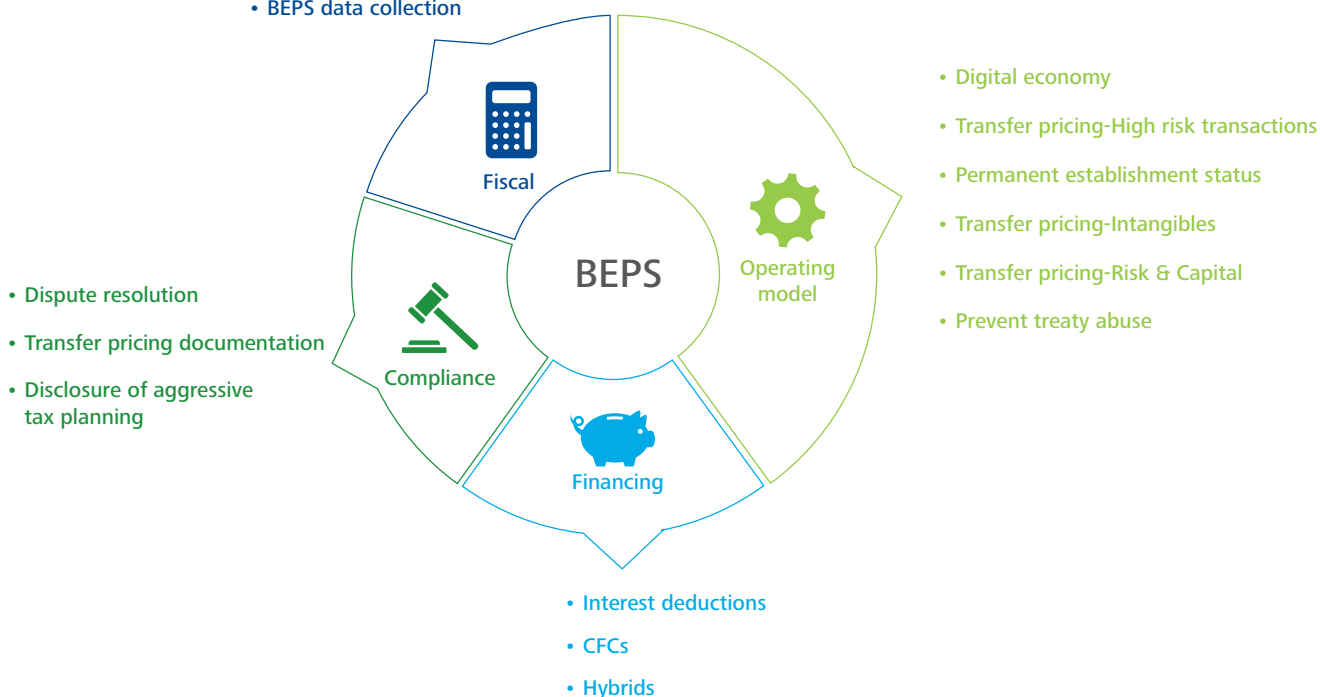 • BEPS data collection
Fiscal
• Digital economy
• Transfer pricing-High risk transactions
• Permanent establishment status
• Transfer pricing-Intangibles
• Transfer pricing-Risk & Capital
• Prevent treaty abuse
Operating
model
BEPS
• Dispute resolution
• Transfer pricing documentation
• Disclosure of aggressive
tax planning
Compliance
Financing
• Interest deductions
• CFCs
• Hybrids